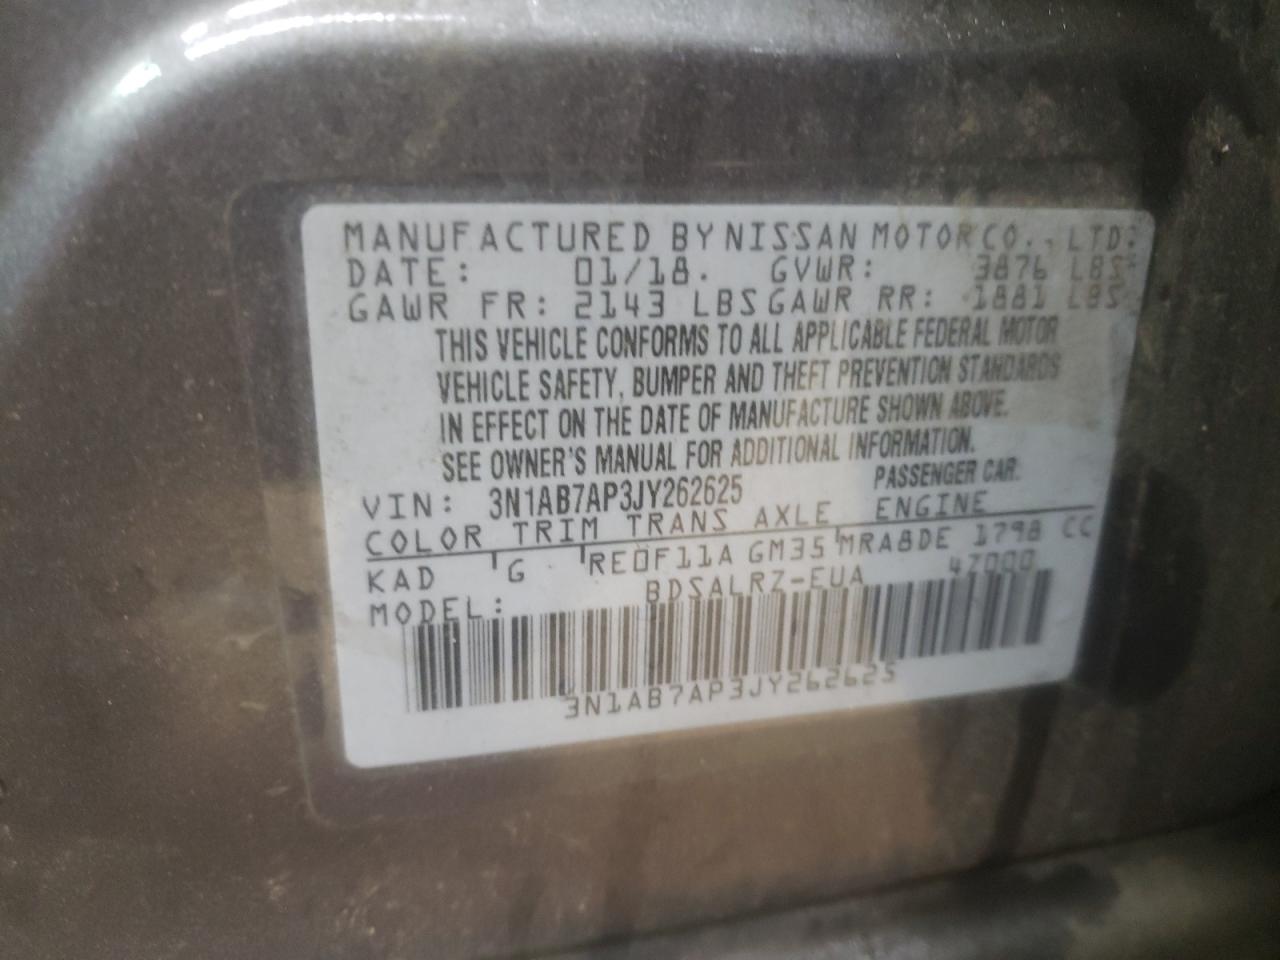 MANUFACTURED BY NISSAN MOTOR CO., LTD.
DATE: 01/18. GVWR: 3876 LBS
GAWR FR: 2143 LBS GAWR RR: 1881 LBS
THIS VEHICLE CONFORMS TO ALL APPLICABLE FEDERAL MOTOR
VEHICLE SAFETY, BUMPER AND THEFT PREVENTION STANDARDS
IN EFFECT ON THE DATE OF MANUFACTURE SHOWN ABOVE.
SEE OWNER'S MANUAL FOR ADDITIONAL INFORMATION.
VIN: 3N1AB7AP3JY262625 PASSENGER CAR.
COLOR TRIM TRANS AXLE ENGINE
KAD G RE0F11A GM35 MRA8DE 1798 CC
MODEL: BDSALRZ-EUA 47000
3N1AB7AP3JY262625